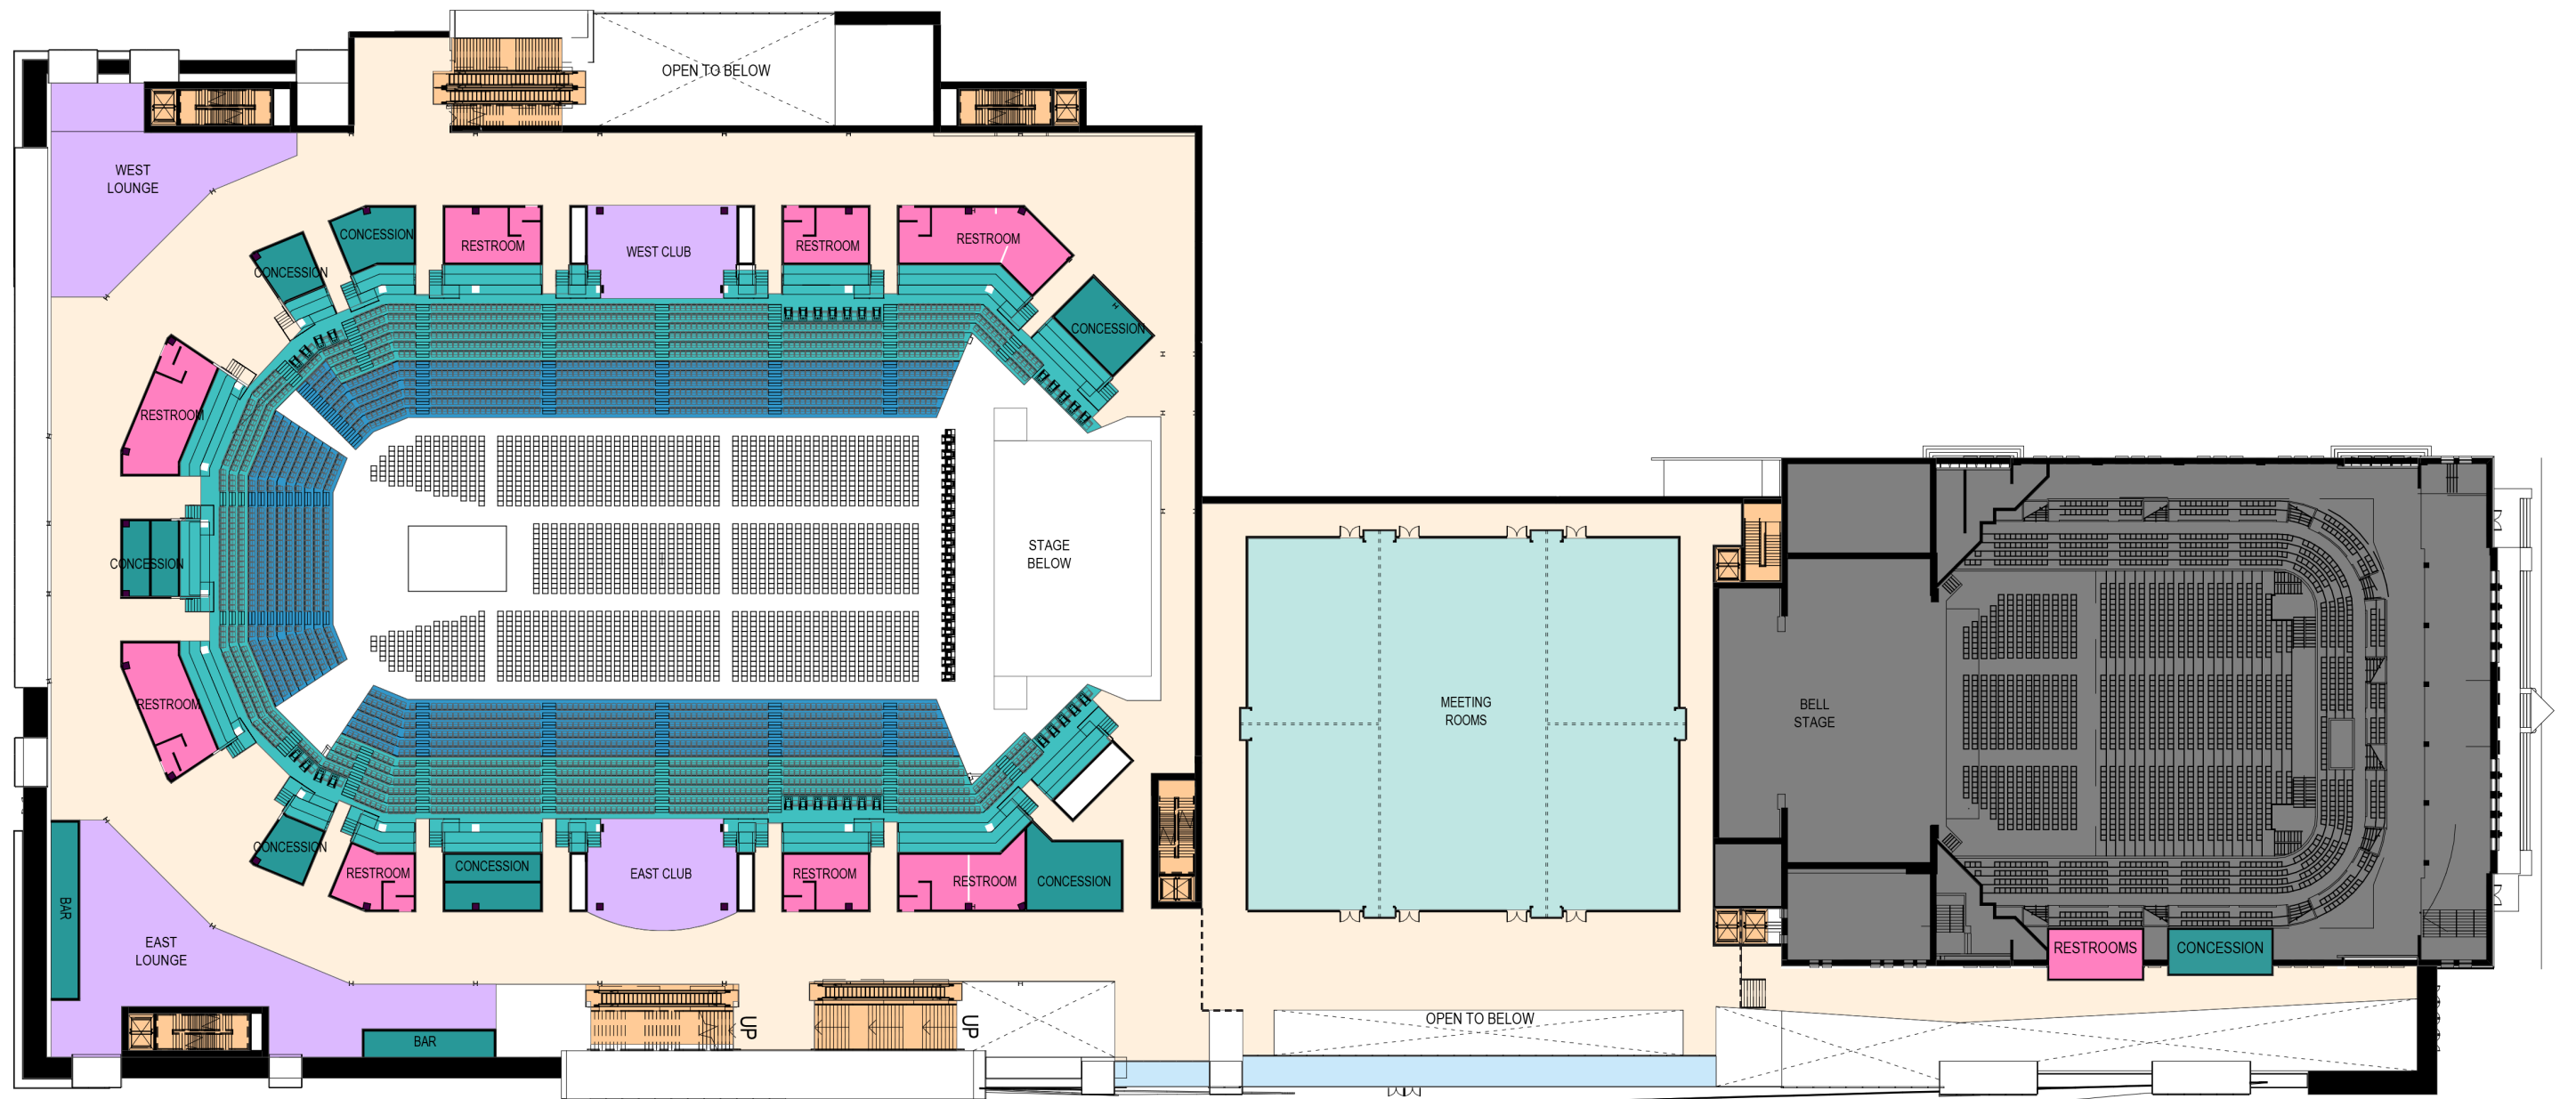 OPEN TO BELOW
WEST
LOUNGE
CONCESSION
RESTROOM
WEST CLUB
RESTROOM
RESTROOM
CONCESSION
CONCESSION
RESTROOM
CONCESSION
STAGE
BELOW
RESTROOM
MEETING
ROOMS
BELL
STAGE
CONCESSION
RESTROOM
CONCESSION
EAST CLUB
RESTROOM
RESTROOM
CONCESSION
BAR
EAST
LOUNGE
RESTROOMS
CONCESSION
UP
UP
OPEN TO BELOW
BAR